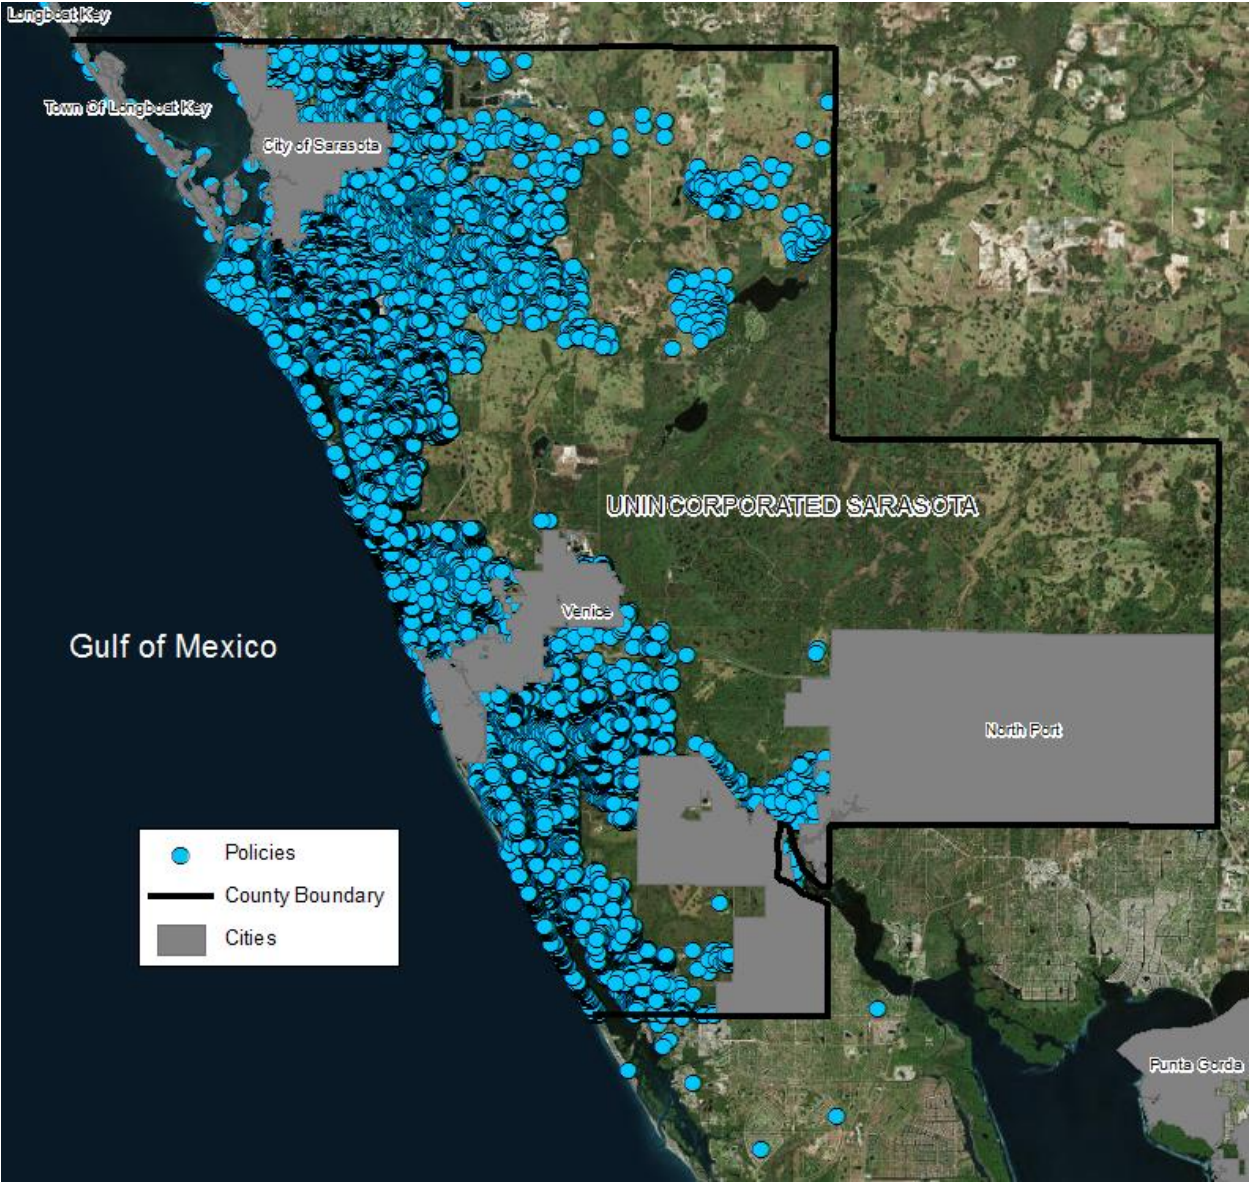 Longboat Key
Town Of Longboat Key
City of Sarasota
UNINCORPORATED SARASOTA
Venice
Gulf of Mexico
North Port
Policies
County Boundary
Cities
Punta Gorda